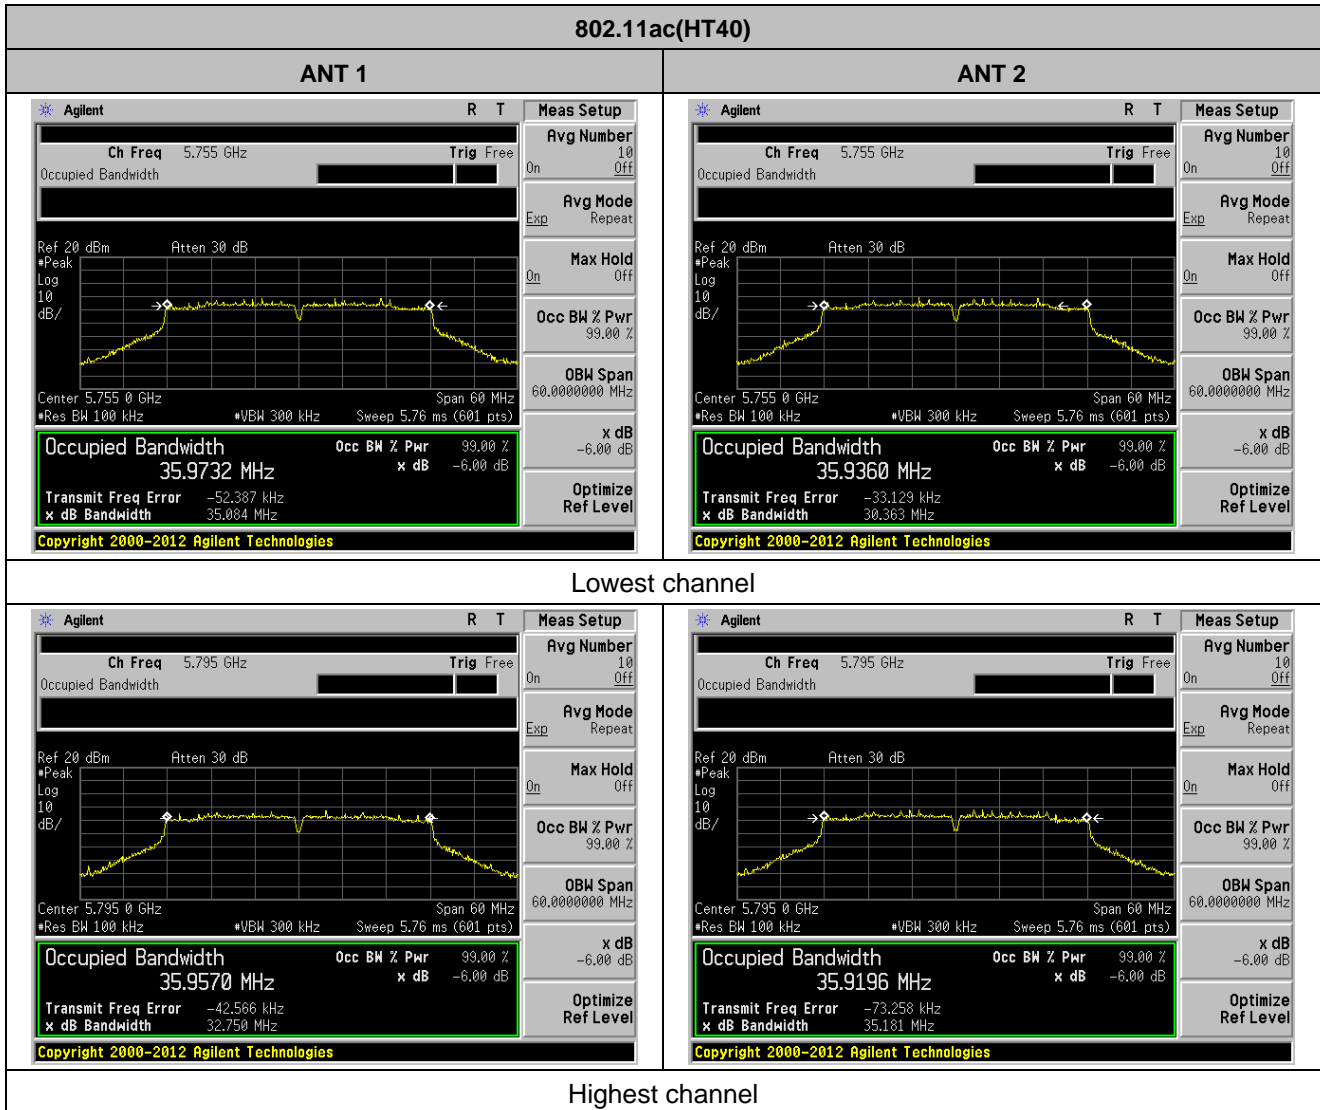 802.11ac(HT40)
ANT 1 ANT 2
Agilent R T Meas Setup
Ch Freq 5.755 GHz Trig Free
Occupied Bandwidth
Avg Number
10
On Off
Avg Mode
Exp Repeat
Ref 20 dBm Atten 30 dB
#Peak
Log
10
dB/
Max Hold
On Off
Occ BW % Pwr
99.00 %
OBW Span
60.0000000 MHz
Center 5.755 0 GHz Span 60 MHz
#Res BW 100 kHz #VBW 300 kHz Sweep 5.76 ms (601 pts)
x dB
-6.00 dB
Occupied Bandwidth Occ BW % Pwr 99.00 %
35.9732 MHz x dB -6.00 dB
Transmit Freq Error -52.387 kHz
x dB Bandwidth 35.084 MHz
Optimize
Ref Level
Copyright 2000-2012 Agilent Technologies
Agilent R T Meas Setup
Ch Freq 5.755 GHz Trig Free
Occupied Bandwidth
Avg Number
10
On Off
Avg Mode
Exp Repeat
Ref 20 dBm Atten 30 dB
#Peak
Log
10
dB/
Max Hold
On Off
Occ BW % Pwr
99.00 %
OBW Span
60.0000000 MHz
Center 5.755 0 GHz Span 60 MHz
#Res BW 100 kHz #VBW 300 kHz Sweep 5.76 ms (601 pts)
x dB
-6.00 dB
Occupied Bandwidth Occ BW % Pwr 99.00 %
35.9360 MHz x dB -6.00 dB
Transmit Freq Error -33.129 kHz
x dB Bandwidth 30.363 MHz
Optimize
Ref Level
Copyright 2000-2012 Agilent Technologies
Lowest channel
Agilent R T Meas Setup
Ch Freq 5.795 GHz Trig Free
Occupied Bandwidth
Avg Number
10
On Off
Avg Mode
Exp Repeat
Ref 20 dBm Atten 30 dB
#Peak
Log
10
dB/
Max Hold
On Off
Occ BW % Pwr
99.00 %
OBW Span
60.0000000 MHz
Center 5.795 0 GHz Span 60 MHz
#Res BW 100 kHz #VBW 300 kHz Sweep 5.76 ms (601 pts)
x dB
-6.00 dB
Occupied Bandwidth Occ BW % Pwr 99.00 %
35.9570 MHz x dB -6.00 dB
Transmit Freq Error -42.566 kHz
x dB Bandwidth 32.750 MHz
Optimize
Ref Level
Copyright 2000-2012 Agilent Technologies
Agilent R T Meas Setup
Ch Freq 5.795 GHz Trig Free
Occupied Bandwidth
Avg Number
10
On Off
Avg Mode
Exp Repeat
Ref 20 dBm Atten 30 dB
#Peak
Log
10
dB/
Max Hold
On Off
Occ BW % Pwr
99.00 %
OBW Span
60.0000000 MHz
Center 5.795 0 GHz Span 60 MHz
#Res BW 100 kHz #VBW 300 kHz Sweep 5.76 ms (601 pts)
x dB
-6.00 dB
Occupied Bandwidth Occ BW % Pwr 99.00 %
35.9196 MHz x dB -6.00 dB
Transmit Freq Error -73.258 kHz
x dB Bandwidth 35.181 MHz
Optimize
Ref Level
Copyright 2000-2012 Agilent Technologies
Highest channel